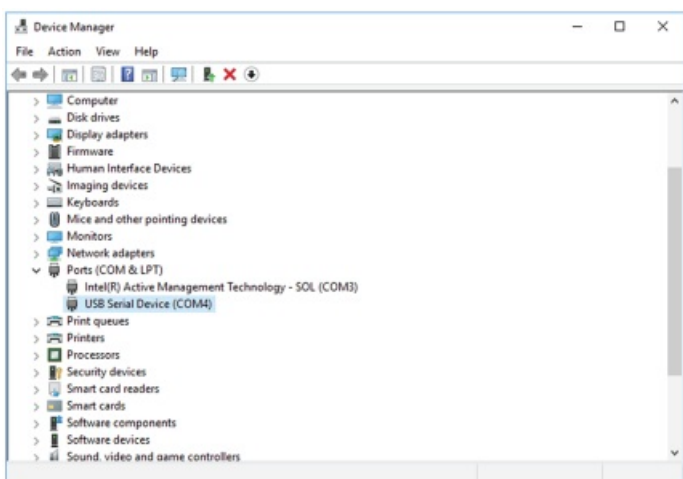 Device Manager
File Action View Help
Computer
Disk drives
Display adapters
Firmware
Human Interface Devices
Imaging devices
Keyboards
Mice and other pointing devices
Monitors
Network adapters
Ports (COM & LPT)
Intel(R) Active Management Technology - SOL (COM3)
USB Serial Device (COM4)
Print queues
Printers
Processors
Security devices
Smart card readers
Smart cards
Software components
Software devices
Sound, video and game controllers